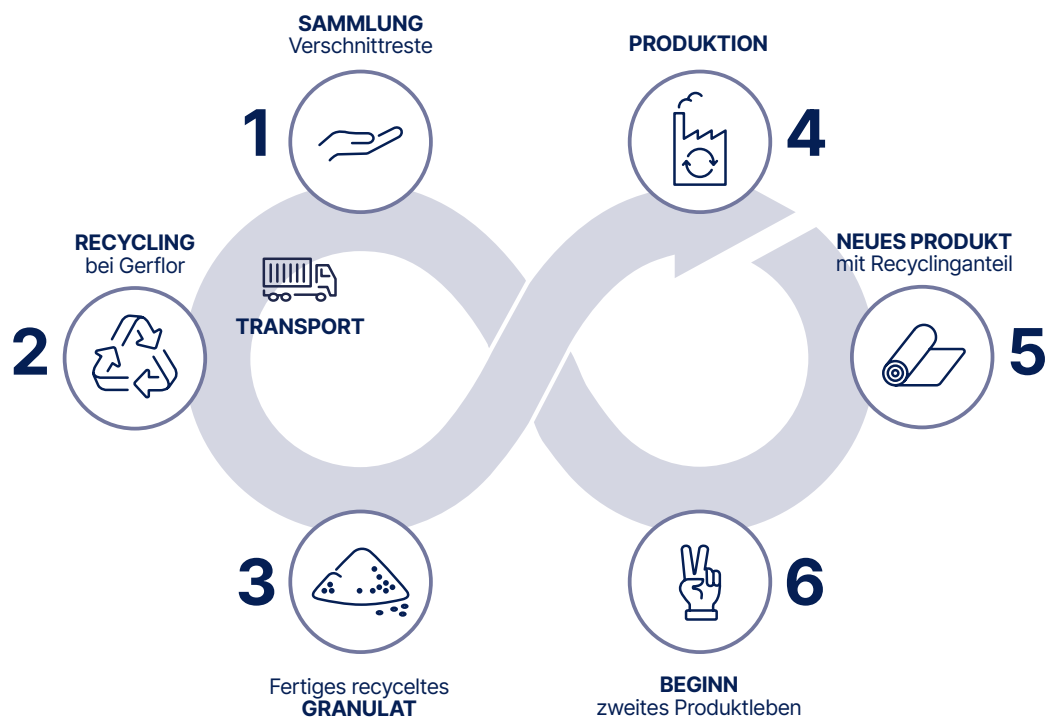 SAMMLUNG
Verschnittreste
1
RECYCLING
bei Gerflor
2
TRANSPORT
3
Fertiges recyceltes
GRANULAT
PRODUKTION
4
NEUES PRODUKT
mit Recyclinganteil
5
6
BEGINN
zweites Produktleben